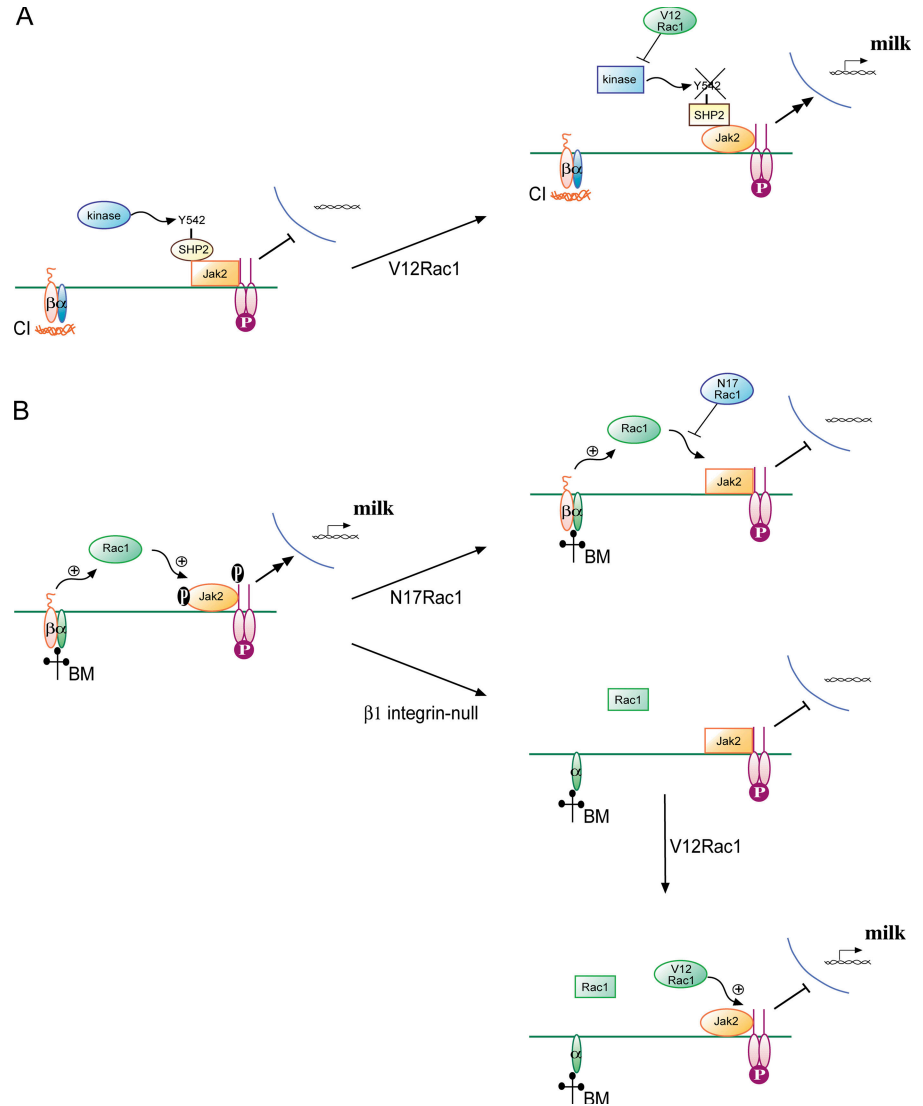 A
V12
Rac1
milk
kinase
Y542
SHP2
Jak2
βα
P
CI
kinase
Y542
SHP2
Jak2
V12Rac1
βα
CI
P
B
N17
Rac1
Rac1
+
Jak2
βα
P
BM
milk
Rac1
+
+
P
P
Jak2
N17Rac1
βα
P
BM
β1 integrin-null
Rac1
Jak2
α
P
BM
V12Rac1
milk
V12
Rac1
+
Rac1
Jak2
α
P
BM